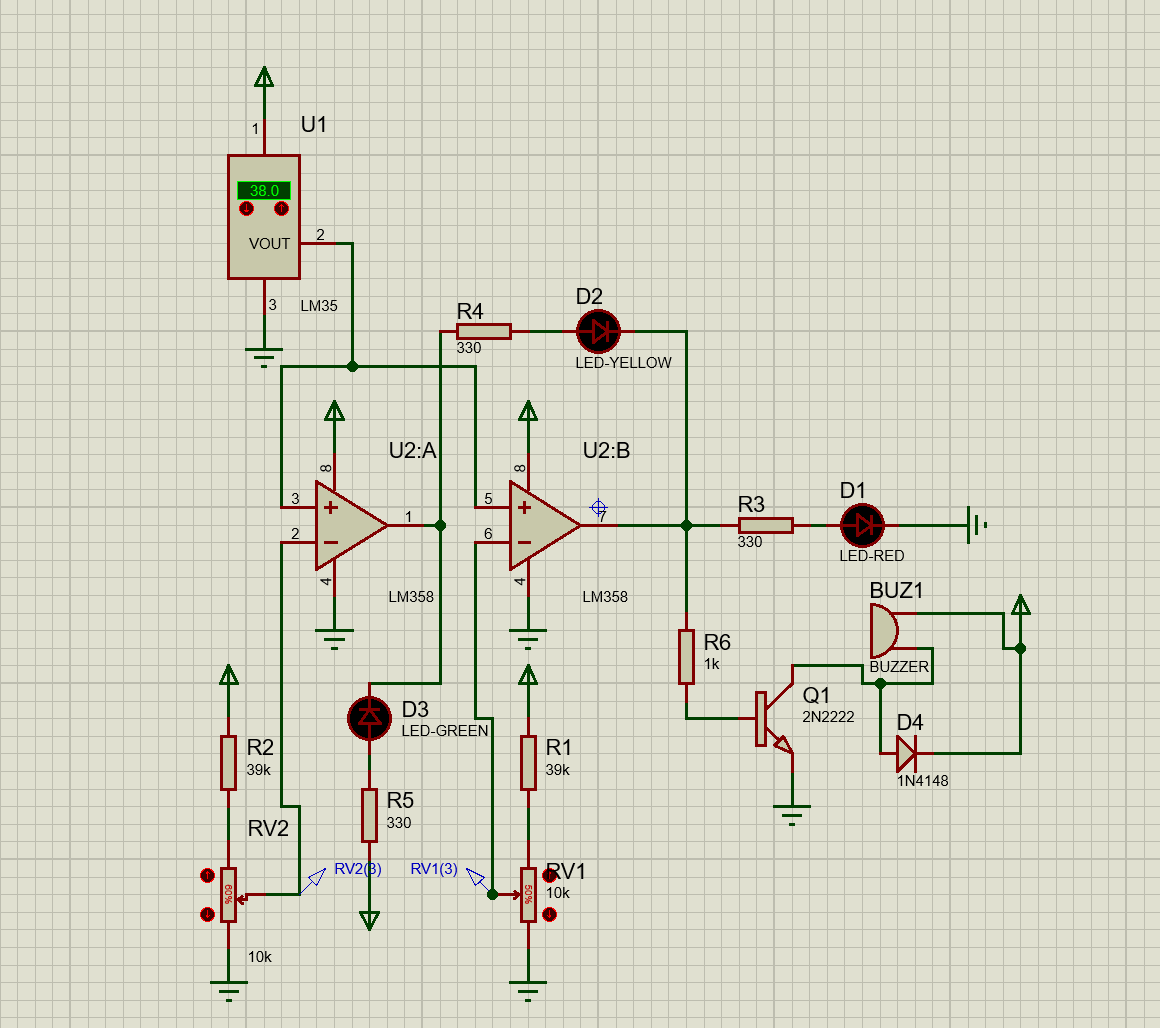 1
U1
38.0
VOUT
2
3
LM35
R4
330
D2
LED-YELLOW
U2:A
8
3
2
1
4
LM358
U2:B
8
5
6
7
4
LM358
R3
330
D1
LED-RED
BUZ1
BUZZER
R6
1k
Q1
2N2222
D4
1N4148
D3
LED-GREEN
R2
39k
R1
39k
R5
330
RV2
60%
RV2(3)
10k
RV1(3)
RV1
50%
10k